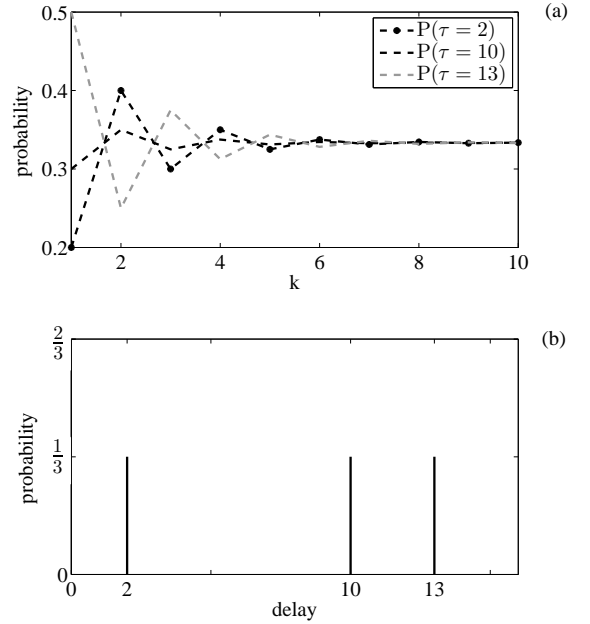 (a)
0.5
0.4
0.3
0.2
probability
P(τ = 2)
P(τ = 10)
P(τ = 13)
2 4 6 8 10
k
(b)
2/3
1/3
0
probability
0 2 10 13
delay